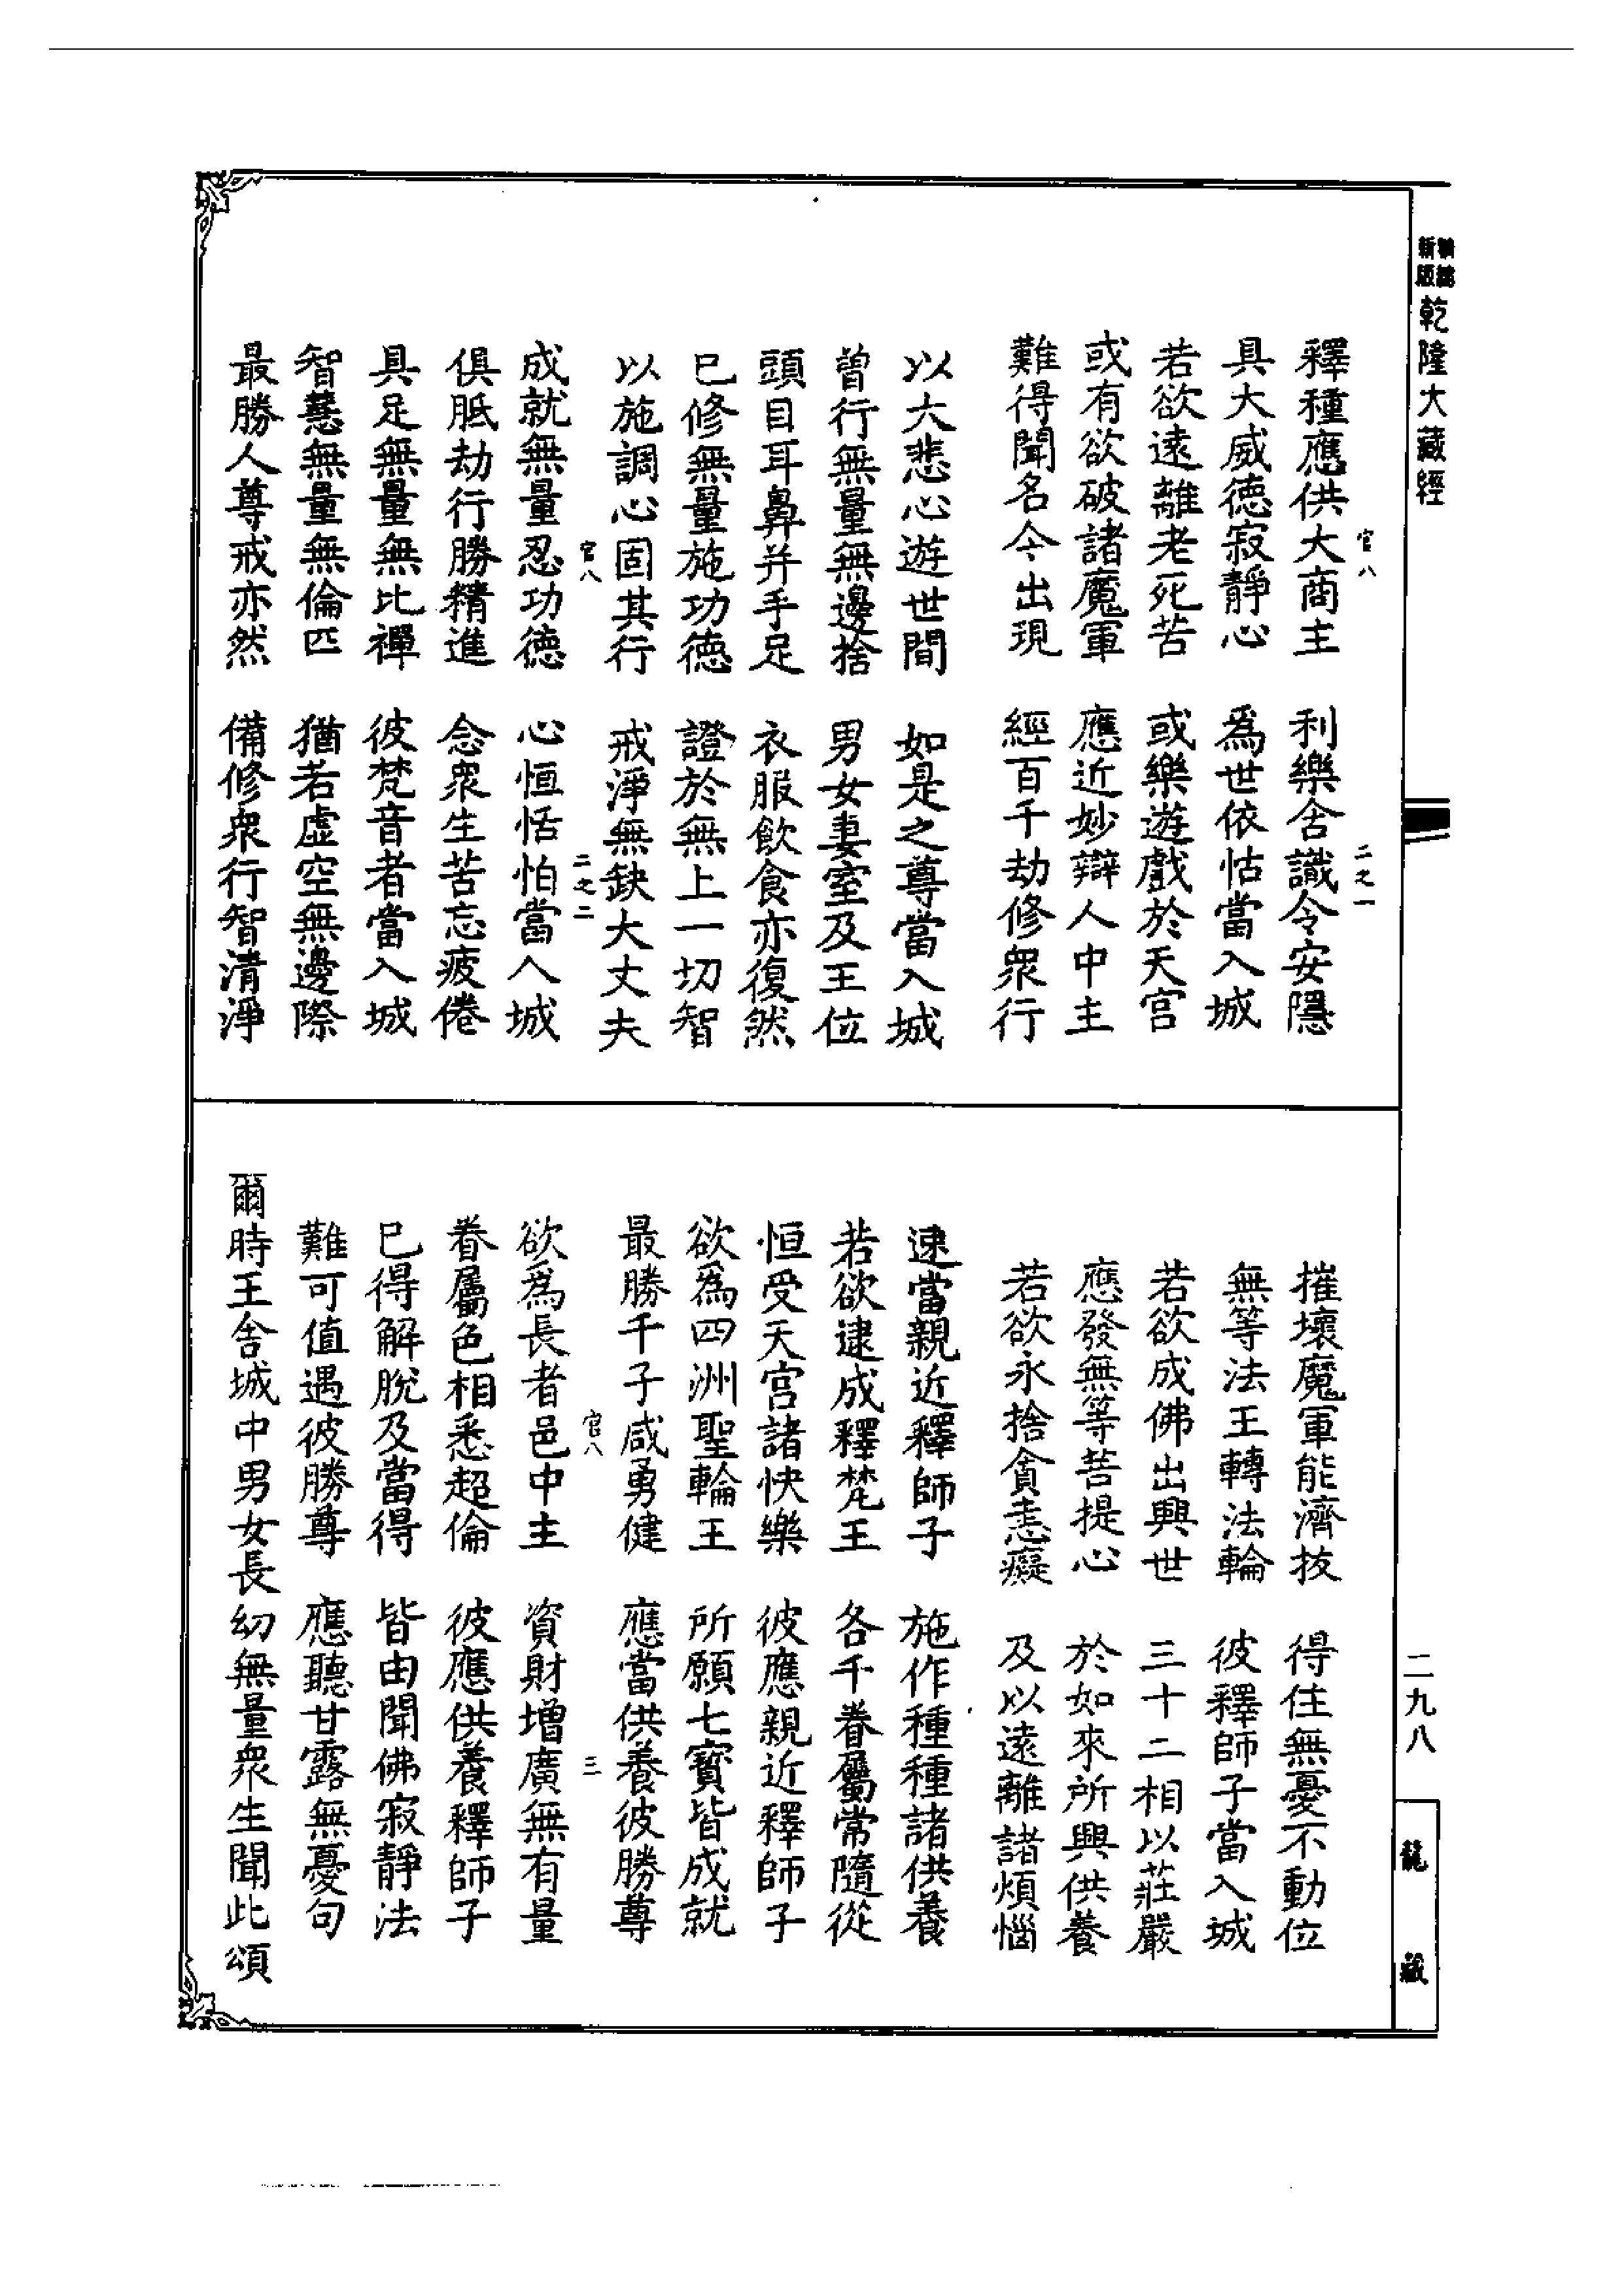 新編
新版
乾隆大藏經
官八
二之一
釋種應供大商主　利樂含識令安隱
具大威德寂靜心　為世依怙當入城
若欲遠離老死苦　或樂遊戲於天宮
或有欲破諸魔軍　應近妙辯人中主
難得聞名今出現　經百千劫修衆行
以大悲心遊世間　如是之尊當入城
曾行無量無邊捨　男女妻室及王位
頭目耳鼻并手足　衣服飲食亦復然
已修無量施功德　證於無上一切智
以施調心固其行　戒淨無缺大丈夫
官八
二之二
成就無量忍功德　心恒恬怕當入城
俱胝劫行勝精進　念衆生苦忘疲倦
具足無量無比禪　彼梵音者當入城
智慧無量無倫匹　猶若虛空無邊際
最勝人尊戒亦然　備修衆行智清淨
摧壞魔軍能濟拔　得住無憂不動位
無等法王轉法輪　彼釋師子當入城
若欲成佛出興世　三十二相以莊嚴
應發無等菩提心　於如來所興供養
若欲永捨貪恚癡　及以遠離諸煩惱
速當親近釋師子　施作種種諸供養
若欲逮成釋梵王　各千眷屬常隨從
恒受天宮諸快樂　彼應親近釋師子
欲為四洲聖輪王　所願七寶皆成就
最勝千子咸勇健　應當供養彼勝尊
官八
三
欲為長者邑中主　資財增廣無有量
眷屬色相悉超倫　彼應供養釋師子
已得解脫及當得　皆由聞佛寂靜法
難可值遇彼勝尊　應聽甘露無憂句
爾時王舍城中男女長幼無量衆生聞此頌
二九八
龍藏